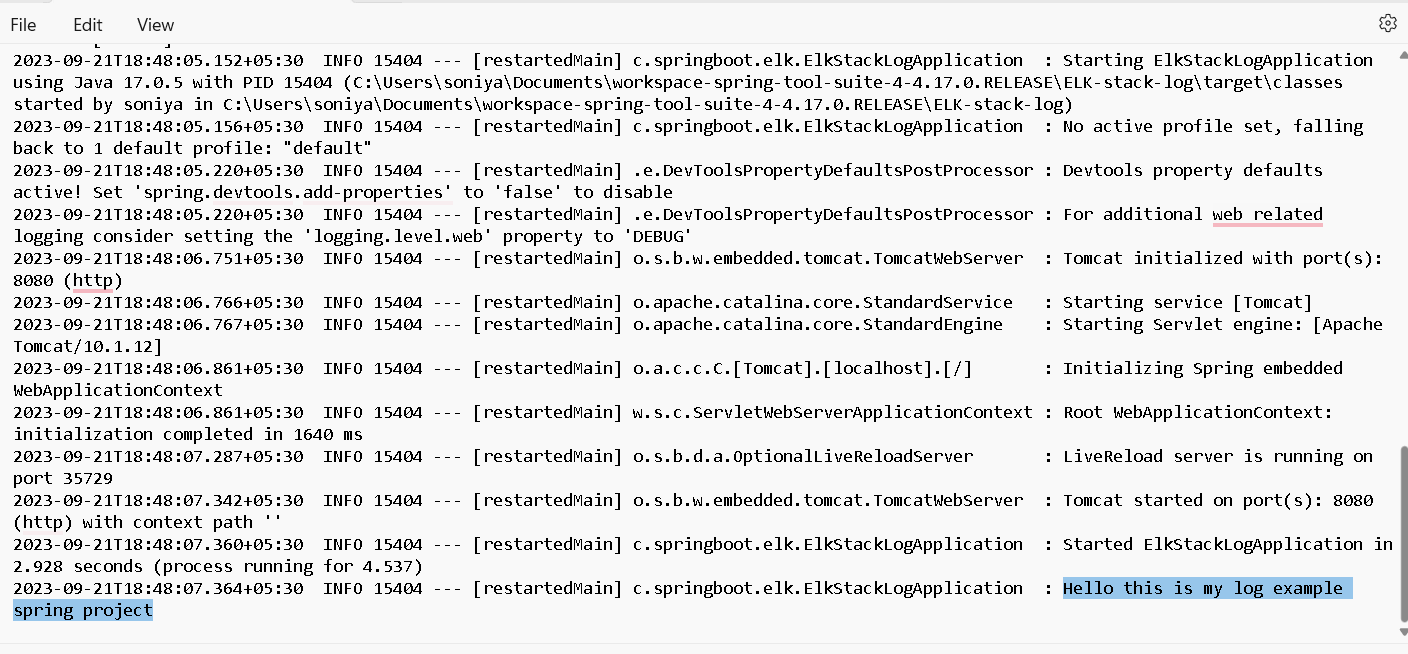 File Edit View
2023-09-21T18:48:05.152+05:30  INFO 15404 --- [restartedMain] c.springboot.elk.ElkStackLogApplication  : Starting ElkStackLogApplication
using Java 17.0.5 with PID 15404 (C:\Users\soniya\Documents\workspace-spring-tool-suite-4-4.17.0.RELEASE\ELK-stack-log\target\classes
started by soniya in C:\Users\soniya\Documents\workspace-spring-tool-suite-4-4.17.0.RELEASE\ELK-stack-log)
2023-09-21T18:48:05.156+05:30  INFO 15404 --- [restartedMain] c.springboot.elk.ElkStackLogApplication  : No active profile set, falling
back to 1 default profile: "default"
2023-09-21T18:48:05.220+05:30  INFO 15404 --- [restartedMain] .e.DevToolsPropertyDefaultsPostProcessor : Devtools property defaults
active! Set 'spring.devtools.add-properties' to 'false' to disable
2023-09-21T18:48:05.220+05:30  INFO 15404 --- [restartedMain] .e.DevToolsPropertyDefaultsPostProcessor : For additional web related
logging consider setting the 'logging.level.web' property to 'DEBUG'
2023-09-21T18:48:06.751+05:30  INFO 15404 --- [restartedMain] o.s.b.w.embedded.tomcat.TomcatWebServer  : Tomcat initialized with port(s):
8080 (http)
2023-09-21T18:48:06.766+05:30  INFO 15404 --- [restartedMain] o.apache.catalina.core.StandardService   : Starting service [Tomcat]
2023-09-21T18:48:06.767+05:30  INFO 15404 --- [restartedMain] o.apache.catalina.core.StandardEngine    : Starting Servlet engine: [Apache
Tomcat/10.1.12]
2023-09-21T18:48:06.861+05:30  INFO 15404 --- [restartedMain] o.a.c.c.C.[Tomcat].[localhost].[/]       : Initializing Spring embedded
WebApplicationContext
2023-09-21T18:48:06.861+05:30  INFO 15404 --- [restartedMain] w.s.c.ServletWebServerApplicationContext : Root WebApplicationContext:
initialization completed in 1640 ms
2023-09-21T18:48:07.287+05:30  INFO 15404 --- [restartedMain] o.s.b.d.a.OptionalLiveReloadServer       : LiveReload server is running on
port 35729
2023-09-21T18:48:07.342+05:30  INFO 15404 --- [restartedMain] o.s.b.w.embedded.tomcat.TomcatWebServer  : Tomcat started on port(s): 8080
(http) with context path ''
2023-09-21T18:48:07.360+05:30  INFO 15404 --- [restartedMain] c.springboot.elk.ElkStackLogApplication  : Started ElkStackLogApplication in
2.928 seconds (process running for 4.537)
2023-09-21T18:48:07.364+05:30  INFO 15404 --- [restartedMain] c.springboot.elk.ElkStackLogApplication  : Hello this is my log example
spring project